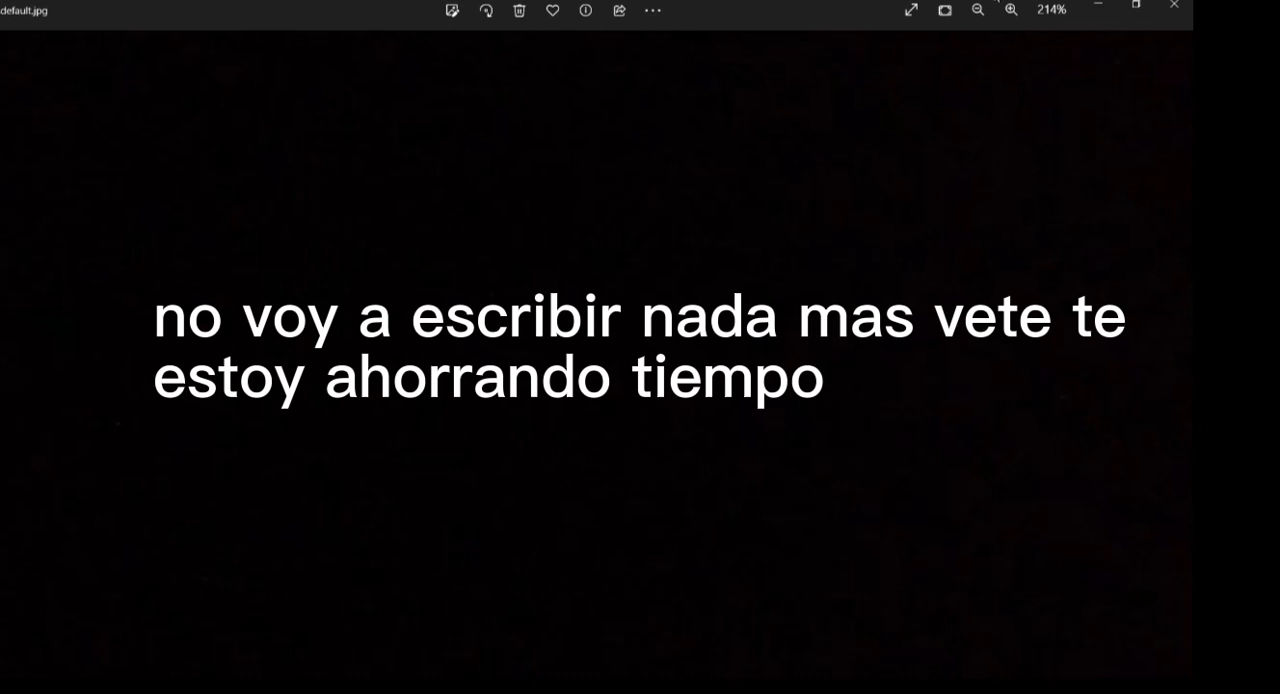 default.jpg
214%
no voy a escribir nada mas vete te
estoy ahorrando tiempo